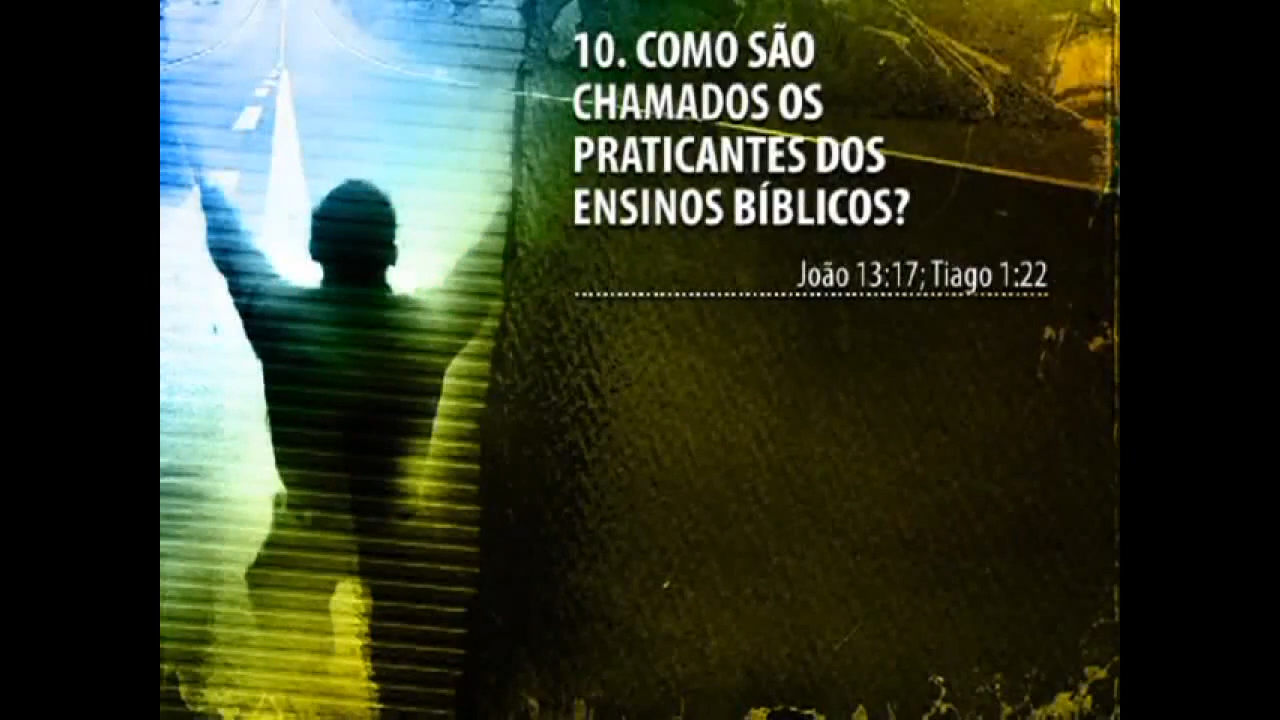 10. COMO SÃO
CHAMADOS OS
PRATICANTES DOS
ENSINOS BÍBLICOS?
João 13:17; Tiago 1:22